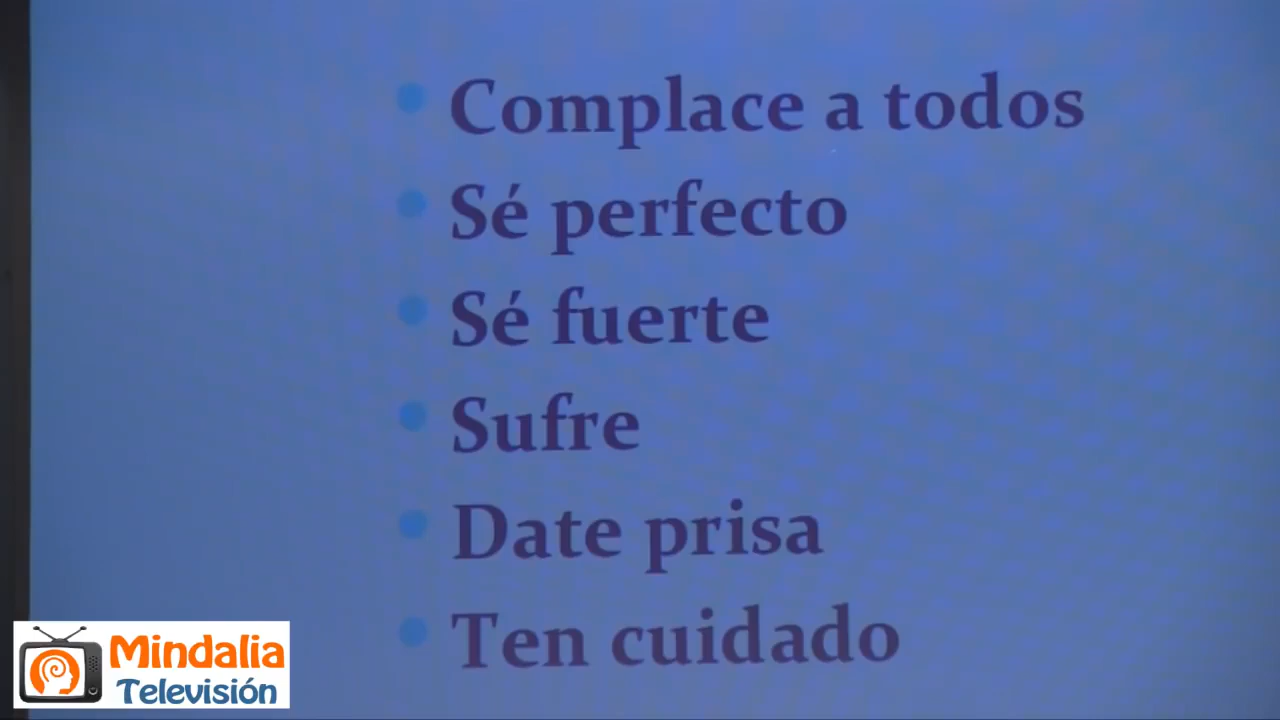 Complace a todos
Sé perfecto
Sé fuerte
Sufre
Date prisa
Ten cuidado
Mindalia
Televisión